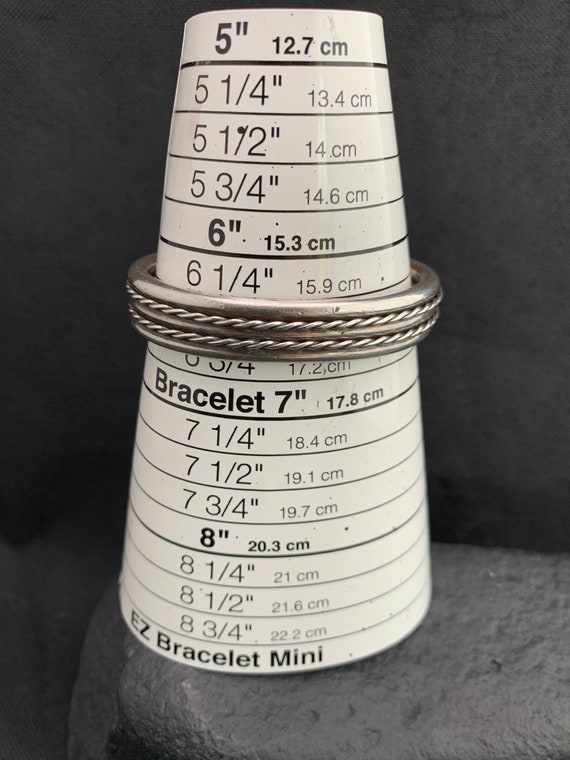 5" 12.7 cm
5 1/4" 13.4 cm
5 1/2" 14 cm
5 3/4" 14.6 cm
6" 15.3 cm
6 1/4" 15.9 cm
6 3/4 17.2 cm
Bracelet 7" 17.8 cm
7 1/4" 18.4 cm
7 1/2" 19.1 cm
7 3/4" 19.7 cm
8" 20.3 cm
8 1/4" 21 cm
8 1/2" 21.6 cm
8 3/4" 22.2 cm
EZ Bracelet Mini